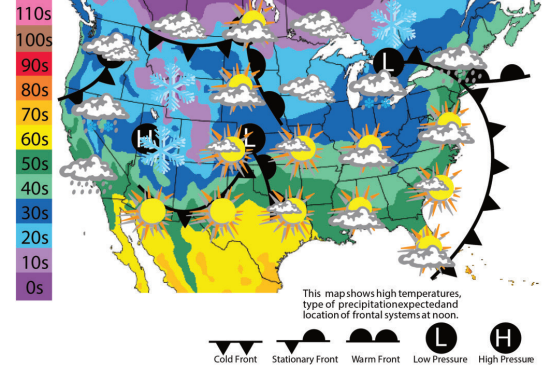 110s
100s
90s
80s
70s
60s
50s
40s
30s
20s
10s
0s
L
H
L
This map shows high temperatures,
type of precipitationexpectedand
location of frontal systems at noon.
L
H
Cold Front
Stationary Front
Warm Front
Low Pressure
High Pressure